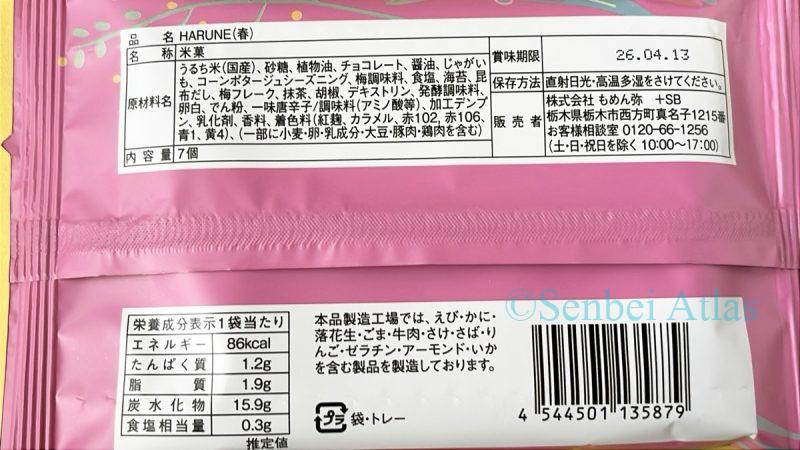 品名 HARUNE(春)
名称 米菓
原材料名 うるち米(国産)、砂糖、植物油、チョコレート、醤油、じゃがいも、コーンポタージュシーズニング、梅調味料、食塩、海苔、昆布だし、梅フレーク、抹茶、胡椒、デキストリン、発酵調味料、卵白、でん粉、一味唐辛子/調味料(アミノ酸等)、加工デンプン、乳化剤、香料、着色料(紅麹、カラメル、赤102、赤106、青1、黄4)、(一部に小麦・卵・乳成分・大豆・豚肉・鶏肉を含む)
内容量 7個
賞味期限 26.04.13
保存方法 直射日光・高温多湿をさけてください。
販売者 株式会社 もめん弥 +SB
栃木県栃木市西方町真名子1215番
お客様相談室 0120-66-1256
(土・日・祝日を除く10:00〜17:00)
©Senbei Atlas
栄養成分表示1袋当たり
エネルギー 86kcal
たんぱく質 1.2g
脂質 1.9g
炭水化物 15.9g
食塩相当量 0.3g
推定値
本品製造工場では、えび・かに・
落花生・ごま・牛肉・さけ・さば・り
んご・ゼラチン・アーモンド・いか
を含む製品を製造しております。
プラ 袋・トレー
4 544501 135879